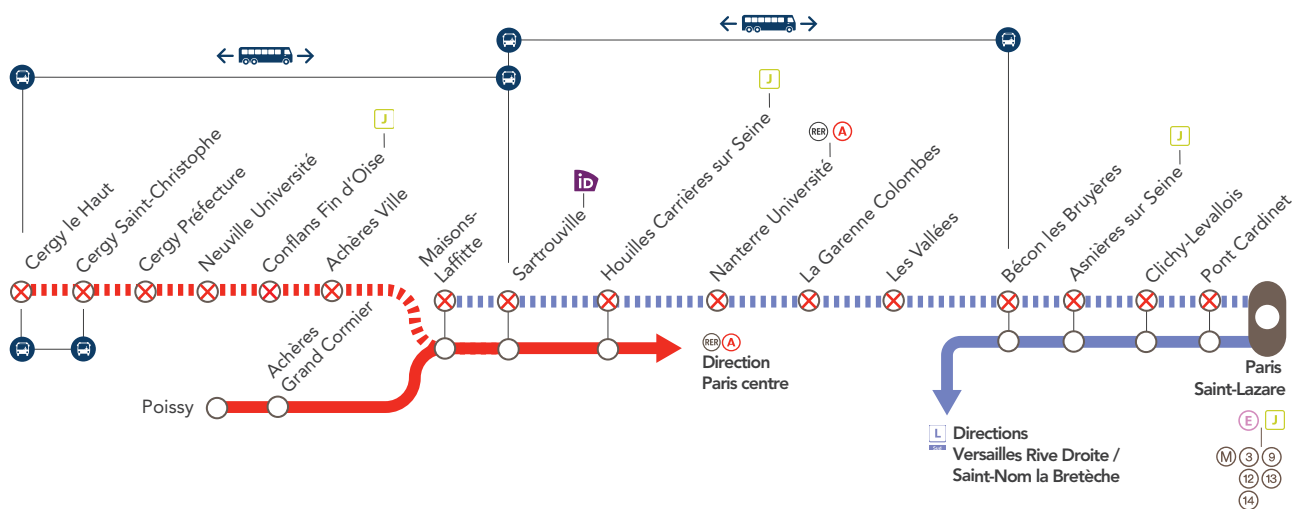 J
RER A
J
iD
J
Cergy le Haut
Cergy Saint-Christophe
Cergy Préfecture
Neuville Université
Conflans Fin d'Oise
Achères Ville
Maisons-
Laffitte
Sartrouville
Houilles Carrières sur Seine
Nanterre Université
La Garenne Colombes
Les Vallées
Bécon les Bruyères
Asnières sur Seine
Clichy-Levallois
Pont Cardinet
Achères
Grand Cormier
Poissy
RER A
Direction
Paris centre
Paris
Saint-Lazare
E J
M 3 9
12 13
14
L Directions
Versailles Rive Droite /
Saint-Nom la Bretèche